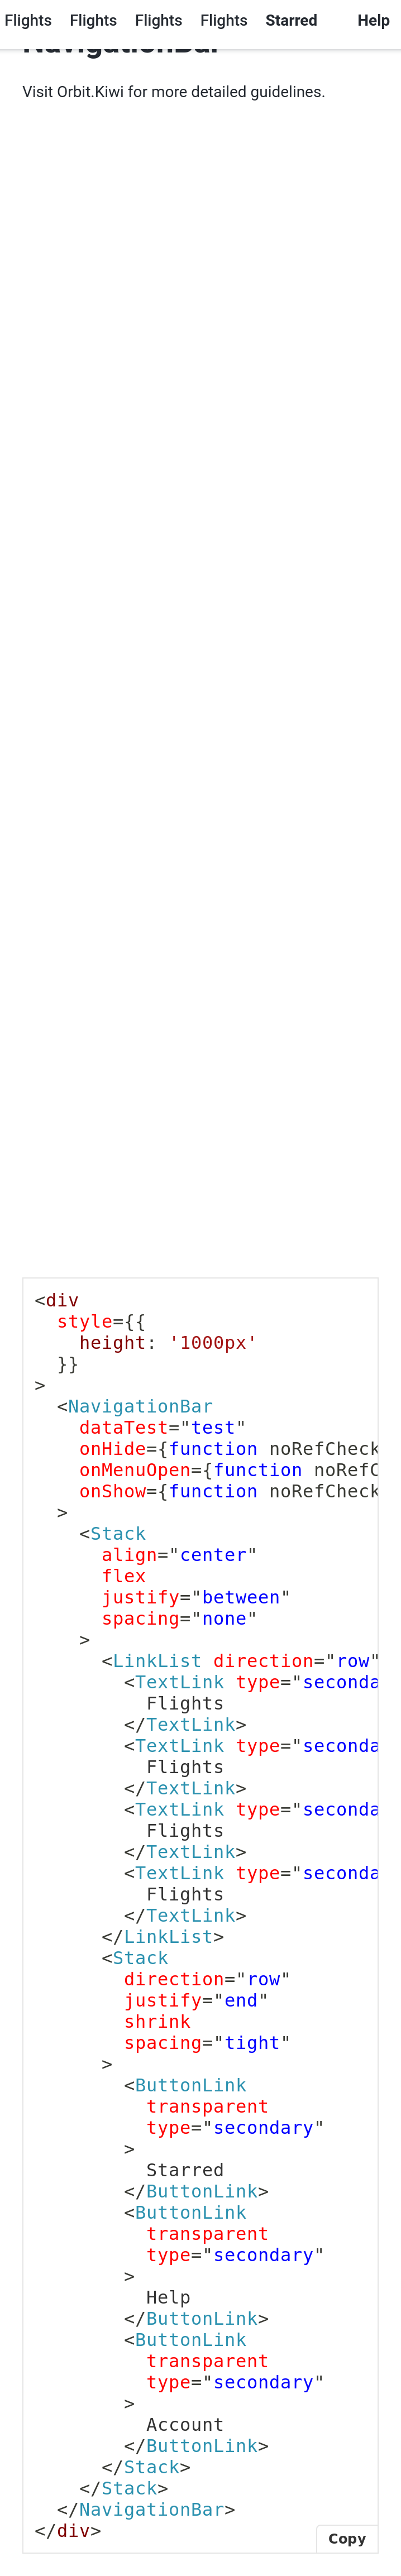 Flights Flights Flights Flights Starred Help
NavigationBar
Visit Orbit.Kiwi for more detailed guidelines.
<div
  style={{
    height: '1000px'
  }}
>
  <NavigationBar
    dataTest="test"
    onHide={function noRefCheck
    onMenuOpen={function noRefC
    onShow={function noRefCheck
  >
    <Stack
      align="center"
      flex
      justify="between"
      spacing="none"
    >
      <LinkList direction="row"
        <TextLink type="seconda
          Flights
        </TextLink>
        <TextLink type="seconda
          Flights
        </TextLink>
        <TextLink type="seconda
          Flights
        </TextLink>
        <TextLink type="seconda
          Flights
        </TextLink>
      </LinkList>
      <Stack
        direction="row"
        justify="end"
        shrink
        spacing="tight"
      >
        <ButtonLink
          transparent
          type="secondary"
        >
          Starred
        </ButtonLink>
        <ButtonLink
          transparent
          type="secondary"
        >
          Help
        </ButtonLink>
        <ButtonLink
          transparent
          type="secondary"
        >
          Account
        </ButtonLink>
      </Stack>
    </Stack>
  </NavigationBar>
</div>
Copy